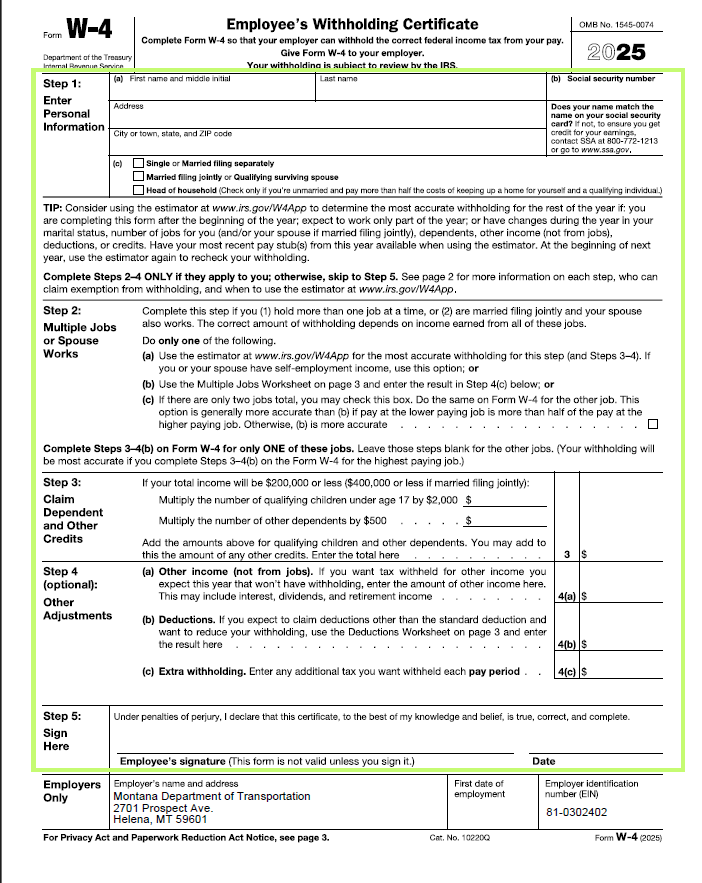 Form W-4
Department of the Treasury
Internal Revenue Service
Employee's Withholding Certificate
Complete Form W-4 so that your employer can withhold the correct federal income tax from your pay.
Give Form W-4 to your employer.
Your withholding is subject to review by the IRS.
OMB No. 1545-0074
2025
Step 1:
Enter
Personal
Information
(a) First name and middle initial
Last name
(b) Social security number
Address
City or town, state, and ZIP code
Does your name match the
name on your social security
card? If not, to ensure you get
credit for your earnings,
contact SSA at 800-772-1213
or go to www.ssa.gov.
(c) Single or Married filing separately
Married filing jointly or Qualifying surviving spouse
Head of household (Check only if you're unmarried and pay more than half the costs of keeping up a home for yourself and a qualifying individual.)
TIP: Consider using the estimator at www.irs.gov/W4App to determine the most accurate withholding for the rest of the year if: you
are completing this form after the beginning of the year; expect to work only part of the year; or have changes during the year in your
marital status, number of jobs for you (and/or your spouse if married filing jointly), dependents, other income (not from jobs),
deductions, or credits. Have your most recent pay stub(s) from this year available when using the estimator. At the beginning of next
year, use the estimator again to recheck your withholding.
Complete Steps 2–4 ONLY if they apply to you; otherwise, skip to Step 5. See page 2 for more information on each step, who can
claim exemption from withholding, and when to use the estimator at www.irs.gov/W4App.
Step 2:
Multiple Jobs
or Spouse
Works
Complete this step if you (1) hold more than one job at a time, or (2) are married filing jointly and your spouse
also works. The correct amount of withholding depends on income earned from all of these jobs.
Do only one of the following.
(a) Use the estimator at www.irs.gov/W4App for the most accurate withholding for this step (and Steps 3–4). If
you or your spouse have self-employment income, use this option; or
(b) Use the Multiple Jobs Worksheet on page 3 and enter the result in Step 4(c) below; or
(c) If there are only two jobs total, you may check this box. Do the same on Form W-4 for the other job. This
option is generally more accurate than (b) if pay at the lower paying job is more than half of the pay at the
higher paying job. Otherwise, (b) is more accurate . . . . . . . . . . . . . . . .
Complete Steps 3–4(b) on Form W-4 for only ONE of these jobs. Leave those steps blank for the other jobs. (Your withholding will
be most accurate if you complete Steps 3–4(b) on the Form W-4 for the highest paying job.)
Step 3:
Claim
Dependent
and Other
Credits
If your total income will be $200,000 or less ($400,000 or less if married filing jointly):
Multiply the number of qualifying children under age 17 by $2,000 $
Multiply the number of other dependents by $500 . . . . . $
Add the amounts above for qualifying children and other dependents. You may add to
this the amount of any other credits. Enter the total here . . . . . . . . . . 3 $
Step 4
(optional):
Other
Adjustments
(a) Other income (not from jobs). If you want tax withheld for other income you
expect this year that won't have withholding, enter the amount of other income here.
This may include interest, dividends, and retirement income . . . . . . . . 4(a) $
(b) Deductions. If you expect to claim deductions other than the standard deduction and
want to reduce your withholding, use the Deductions Worksheet on page 3 and enter
the result here . . . . . . . . . . . . . . . . . . . . 4(b) $
(c) Extra withholding. Enter any additional tax you want withheld each pay period . . 4(c) $
Step 5:
Sign
Here
Under penalties of perjury, I declare that this certificate, to the best of my knowledge and belief, is true, correct, and complete.
Employee's signature (This form is not valid unless you sign it.)
Date
Employers
Only
Employer's name and address
Montana Department of Transportation
2701 Prospect Ave.
Helena, MT 59601
First date of
employment
Employer identification
number (EIN)
81-0302402
For Privacy Act and Paperwork Reduction Act Notice, see page 3.
Cat. No. 10220Q
Form W-4 (2025)